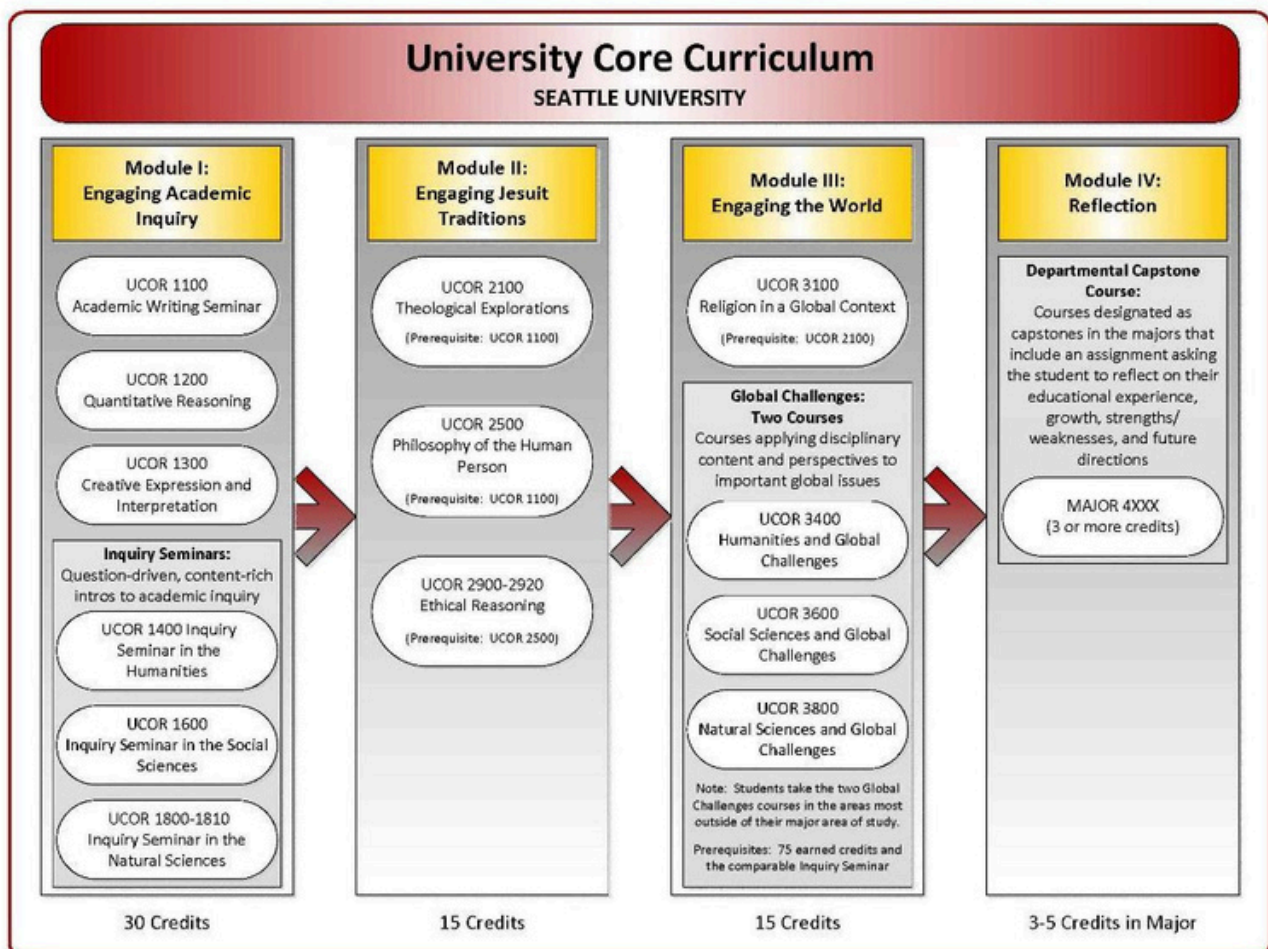 University Core Curriculum
SEATTLE UNIVERSITY
Module I:
Engaging Academic
Inquiry
UCOR 1100
Academic Writing Seminar
UCOR 1200
Quantitative Reasoning
UCOR 1300
Creative Expression and
Interpretation
Inquiry Seminars:
Question-driven, content-rich
intros to academic inquiry
UCOR 1400 Inquiry
Seminar in the
Humanities
UCOR 1600
Inquiry Seminar in the Social
Sciences
UCOR 1800-1810
Inquiry Seminar in the
Natural Sciences
30 Credits
Module II:
Engaging Jesuit
Traditions
UCOR 2100
Theological Explorations
(Prerequisite: UCOR 1100)
UCOR 2500
Philosophy of the Human
Person
(Prerequisite: UCOR 1100)
UCOR 2900-2920
Ethical Reasoning
(Prerequisite: UCOR 2500)
15 Credits
Module III:
Engaging the World
UCOR 3100
Religion in a Global Context
(Prerequisite: UCOR 2100)
Global Challenges:
Two Courses
Courses applying disciplinary
content and perspectives to
important global issues
UCOR 3400
Humanities and Global
Challenges
UCOR 3600
Social Sciences and Global
Challenges
UCOR 3800
Natural Sciences and Global
Challenges
Note: Students take the two Global
Challenges courses in the areas most
outside of their major area of study.
Prerequisites: 75 earned credits and
the comparable Inquiry Seminar
15 Credits
Module IV:
Reflection
Departmental Capstone
Course:
Courses designated as
capstones in the majors that
include an assignment asking
the student to reflect on their
educational experience,
growth, strengths/
weaknesses, and future
directions
MAJOR 4XXX
(3 or more credits)
3-5 Credits in Major